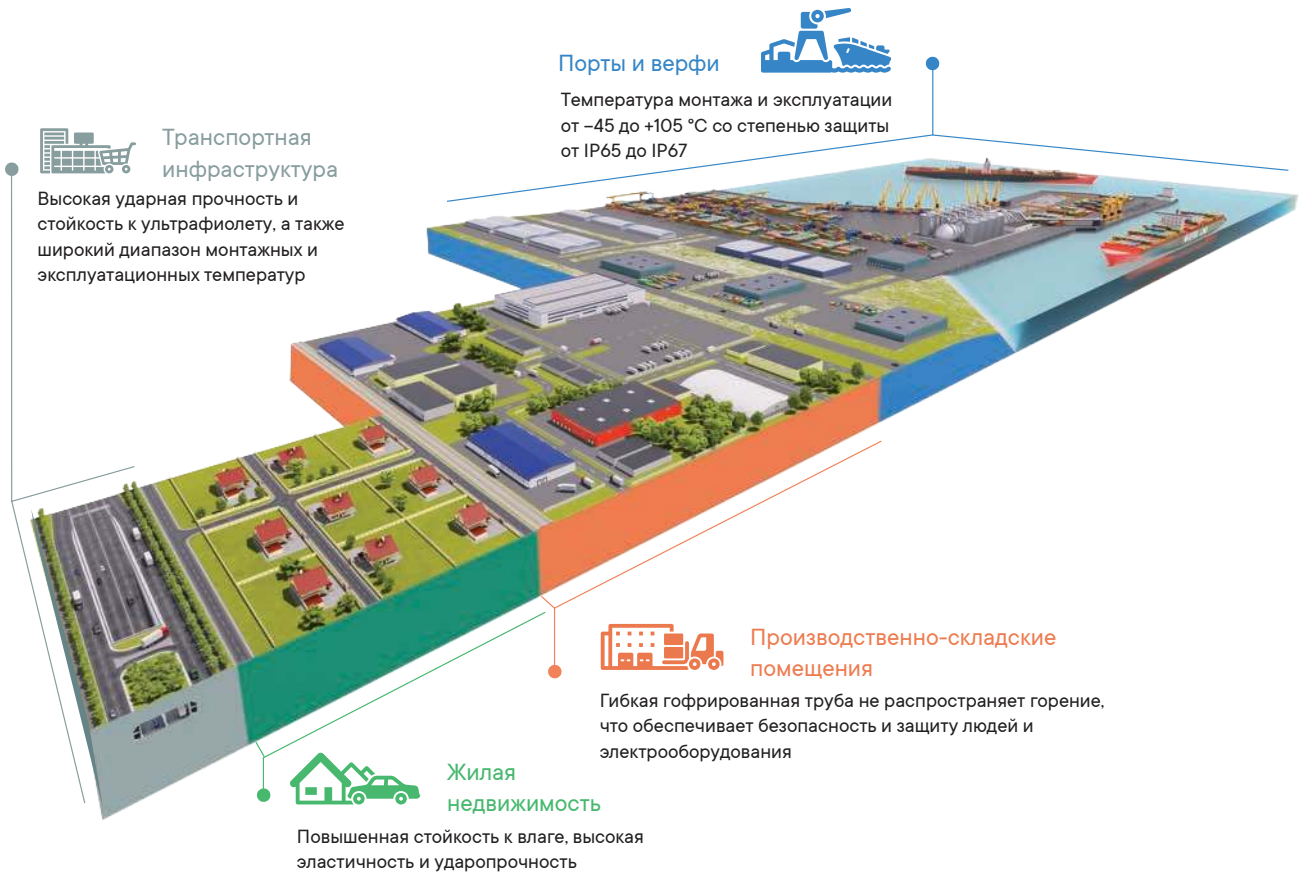 Порты и верфи
Температура монтажа и эксплуатации
от –45 до +105 °С со степенью защиты
от IP65 до IP67
Транспортная
инфраструктура
Высокая ударная прочность и
стойкость к ультрафиолету, а также
широкий диапазон монтажных и
эксплуатационных температур
Производственно-складские
помещения
Гибкая гофрированная труба не распространяет горение,
что обеспечивает безопасность и защиту людей и
электрооборудования
Жилая
недвижимость
Повышенная стойкость к влаге, высокая
эластичность и ударопрочность